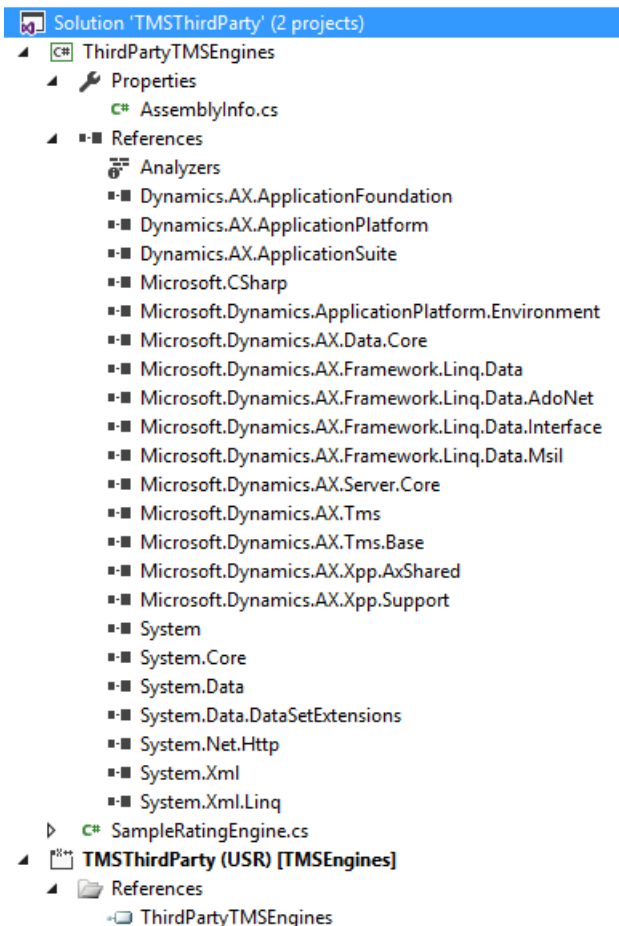 Solution 'TMSThirdParty' (2 projects)
C# ThirdPartyTMSEngines
Properties
C# AssemblyInfo.cs
References
Analyzers
Dynamics.AX.ApplicationFoundation
Dynamics.AX.ApplicationPlatform
Dynamics.AX.ApplicationSuite
Microsoft.CSharp
Microsoft.Dynamics.ApplicationPlatform.Environment
Microsoft.Dynamics.AX.Data.Core
Microsoft.Dynamics.AX.Framework.Linq.Data
Microsoft.Dynamics.AX.Framework.Linq.Data.AdoNet
Microsoft.Dynamics.AX.Framework.Linq.Data.Interface
Microsoft.Dynamics.AX.Framework.Linq.Data.Msil
Microsoft.Dynamics.AX.Server.Core
Microsoft.Dynamics.AX.Tms
Microsoft.Dynamics.AX.Tms.Base
Microsoft.Dynamics.AX.Xpp.AxShared
Microsoft.Dynamics.AX.Xpp.Support
System
System.Core
System.Data
System.Data.DataSetExtensions
System.Net.Http
System.Xml
System.Xml.Linq
C# SampleRatingEngine.cs
TMSThirdParty (USR) [TMSEngines]
References
ThirdPartyTMSEngines